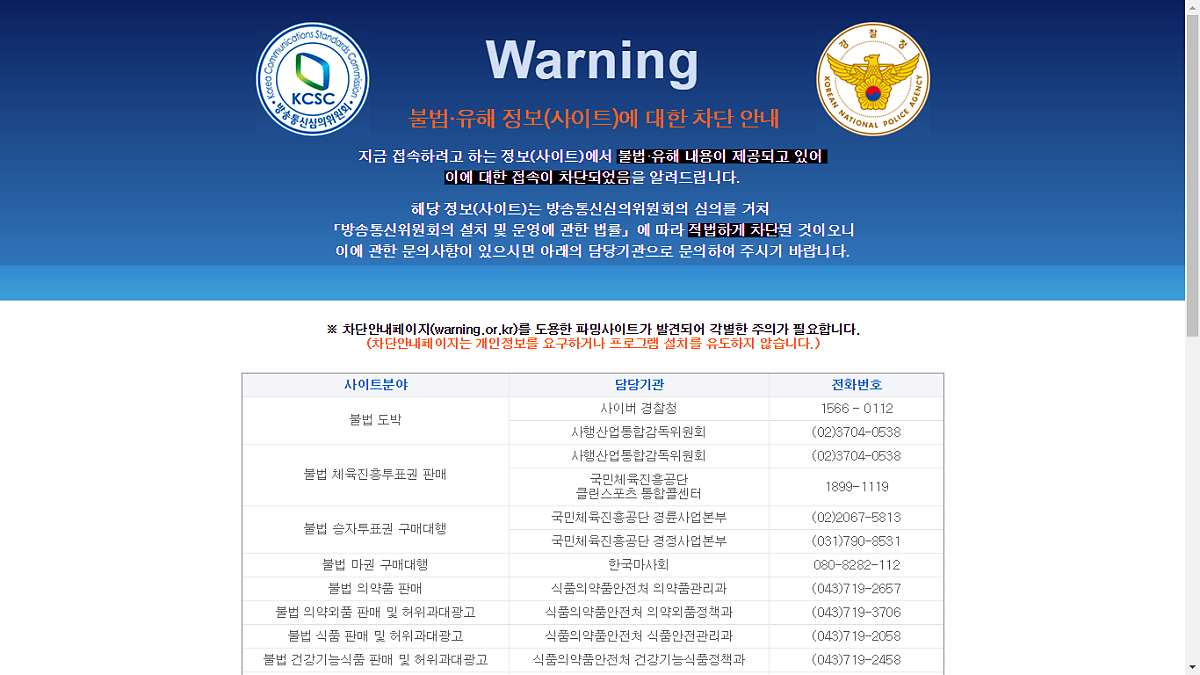 Korea Communications Standards Commission
KCSC
방송통신심의위원회
Warning
경찰청
KOREAN NATIONAL POLICE AGENCY
불법·유해 정보(사이트)에 대한 차단 안내
지금 접속하려고 하는 정보(사이트)에서 불법·유해 내용이 제공되고 있어
이에 대한 접속이 차단되었음을 알려드립니다.
해당 정보(사이트)는 방송통신심의위원회의 심의를 거쳐
「방송통신위원회의 설치 및 운영에 관한 법률」에 따라 적법하게 차단된 것이오니
이에 관한 문의사항이 있으시면 아래의 담당기관으로 문의하여 주시기 바랍니다.
※ 차단안내페이지(warning.or.kr)를 도용한 파밍사이트가 발견되어 각별한 주의가 필요합니다.
(차단안내페이지는 개인정보를 요구하거나 프로그램 설치를 유도하지 않습니다.)
사이트분야 담당기관 전화번호
불법 도박 사이버 경찰청 1566 - 0112
사행산업통합감독위원회 (02)3704-0538
불법 체육진흥투표권 판매 사행산업통합감독위원회 (02)3704-0538
국민체육진흥공단
클린스포츠 통합콜센터 1899-1119
불법 승자투표권 구매대행 국민체육진흥공단 경륜사업본부 (02)2067-5813
국민체육진흥공단 경정사업본부 (031)790-8531
불법 마권 구매대행 한국마사회 080-8282-112
불법 의약품 판매 식품의약품안전처 의약품관리과 (043)719-2657
불법 의약외품 판매 및 허위과대광고 식품의약품안전처 의약외품정책과 (043)719-3706
불법 식품 판매 및 허위과대광고 식품의약품안전처 식품안전관리과 (043)719-2058
불법 건강기능식품 판매 및 허위과대광고 식품의약품안전처 건강기능식품정책과 (043)719-2458